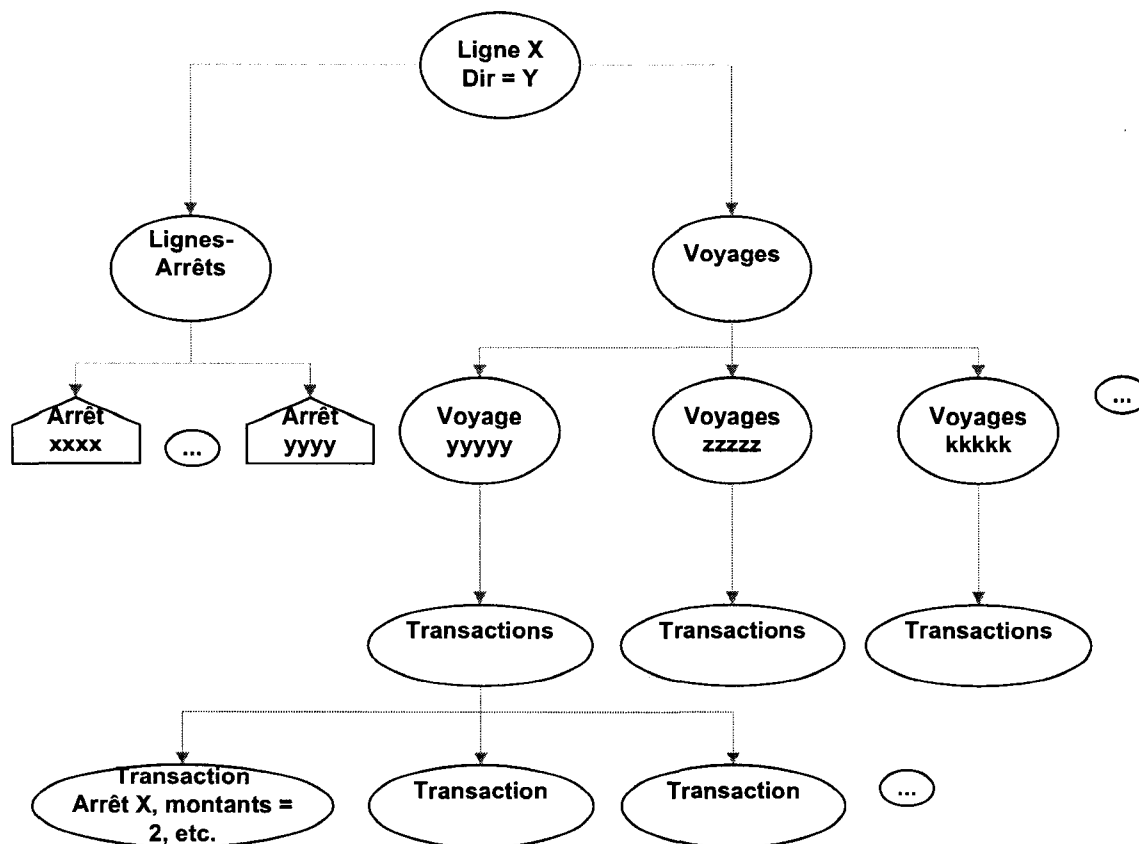 Ligne X
Dir = Y
Lignes-
Arrêts
Voyages
Arrêt
xxxx
...
Arrêt
yyyy
Voyage
yyyyy
Voyages
zzzzz
Voyages
kkkkk
...
Transactions
Transactions
Transactions
Transaction
Arrêt X, montants =
2, etc.
Transaction
Transaction
...